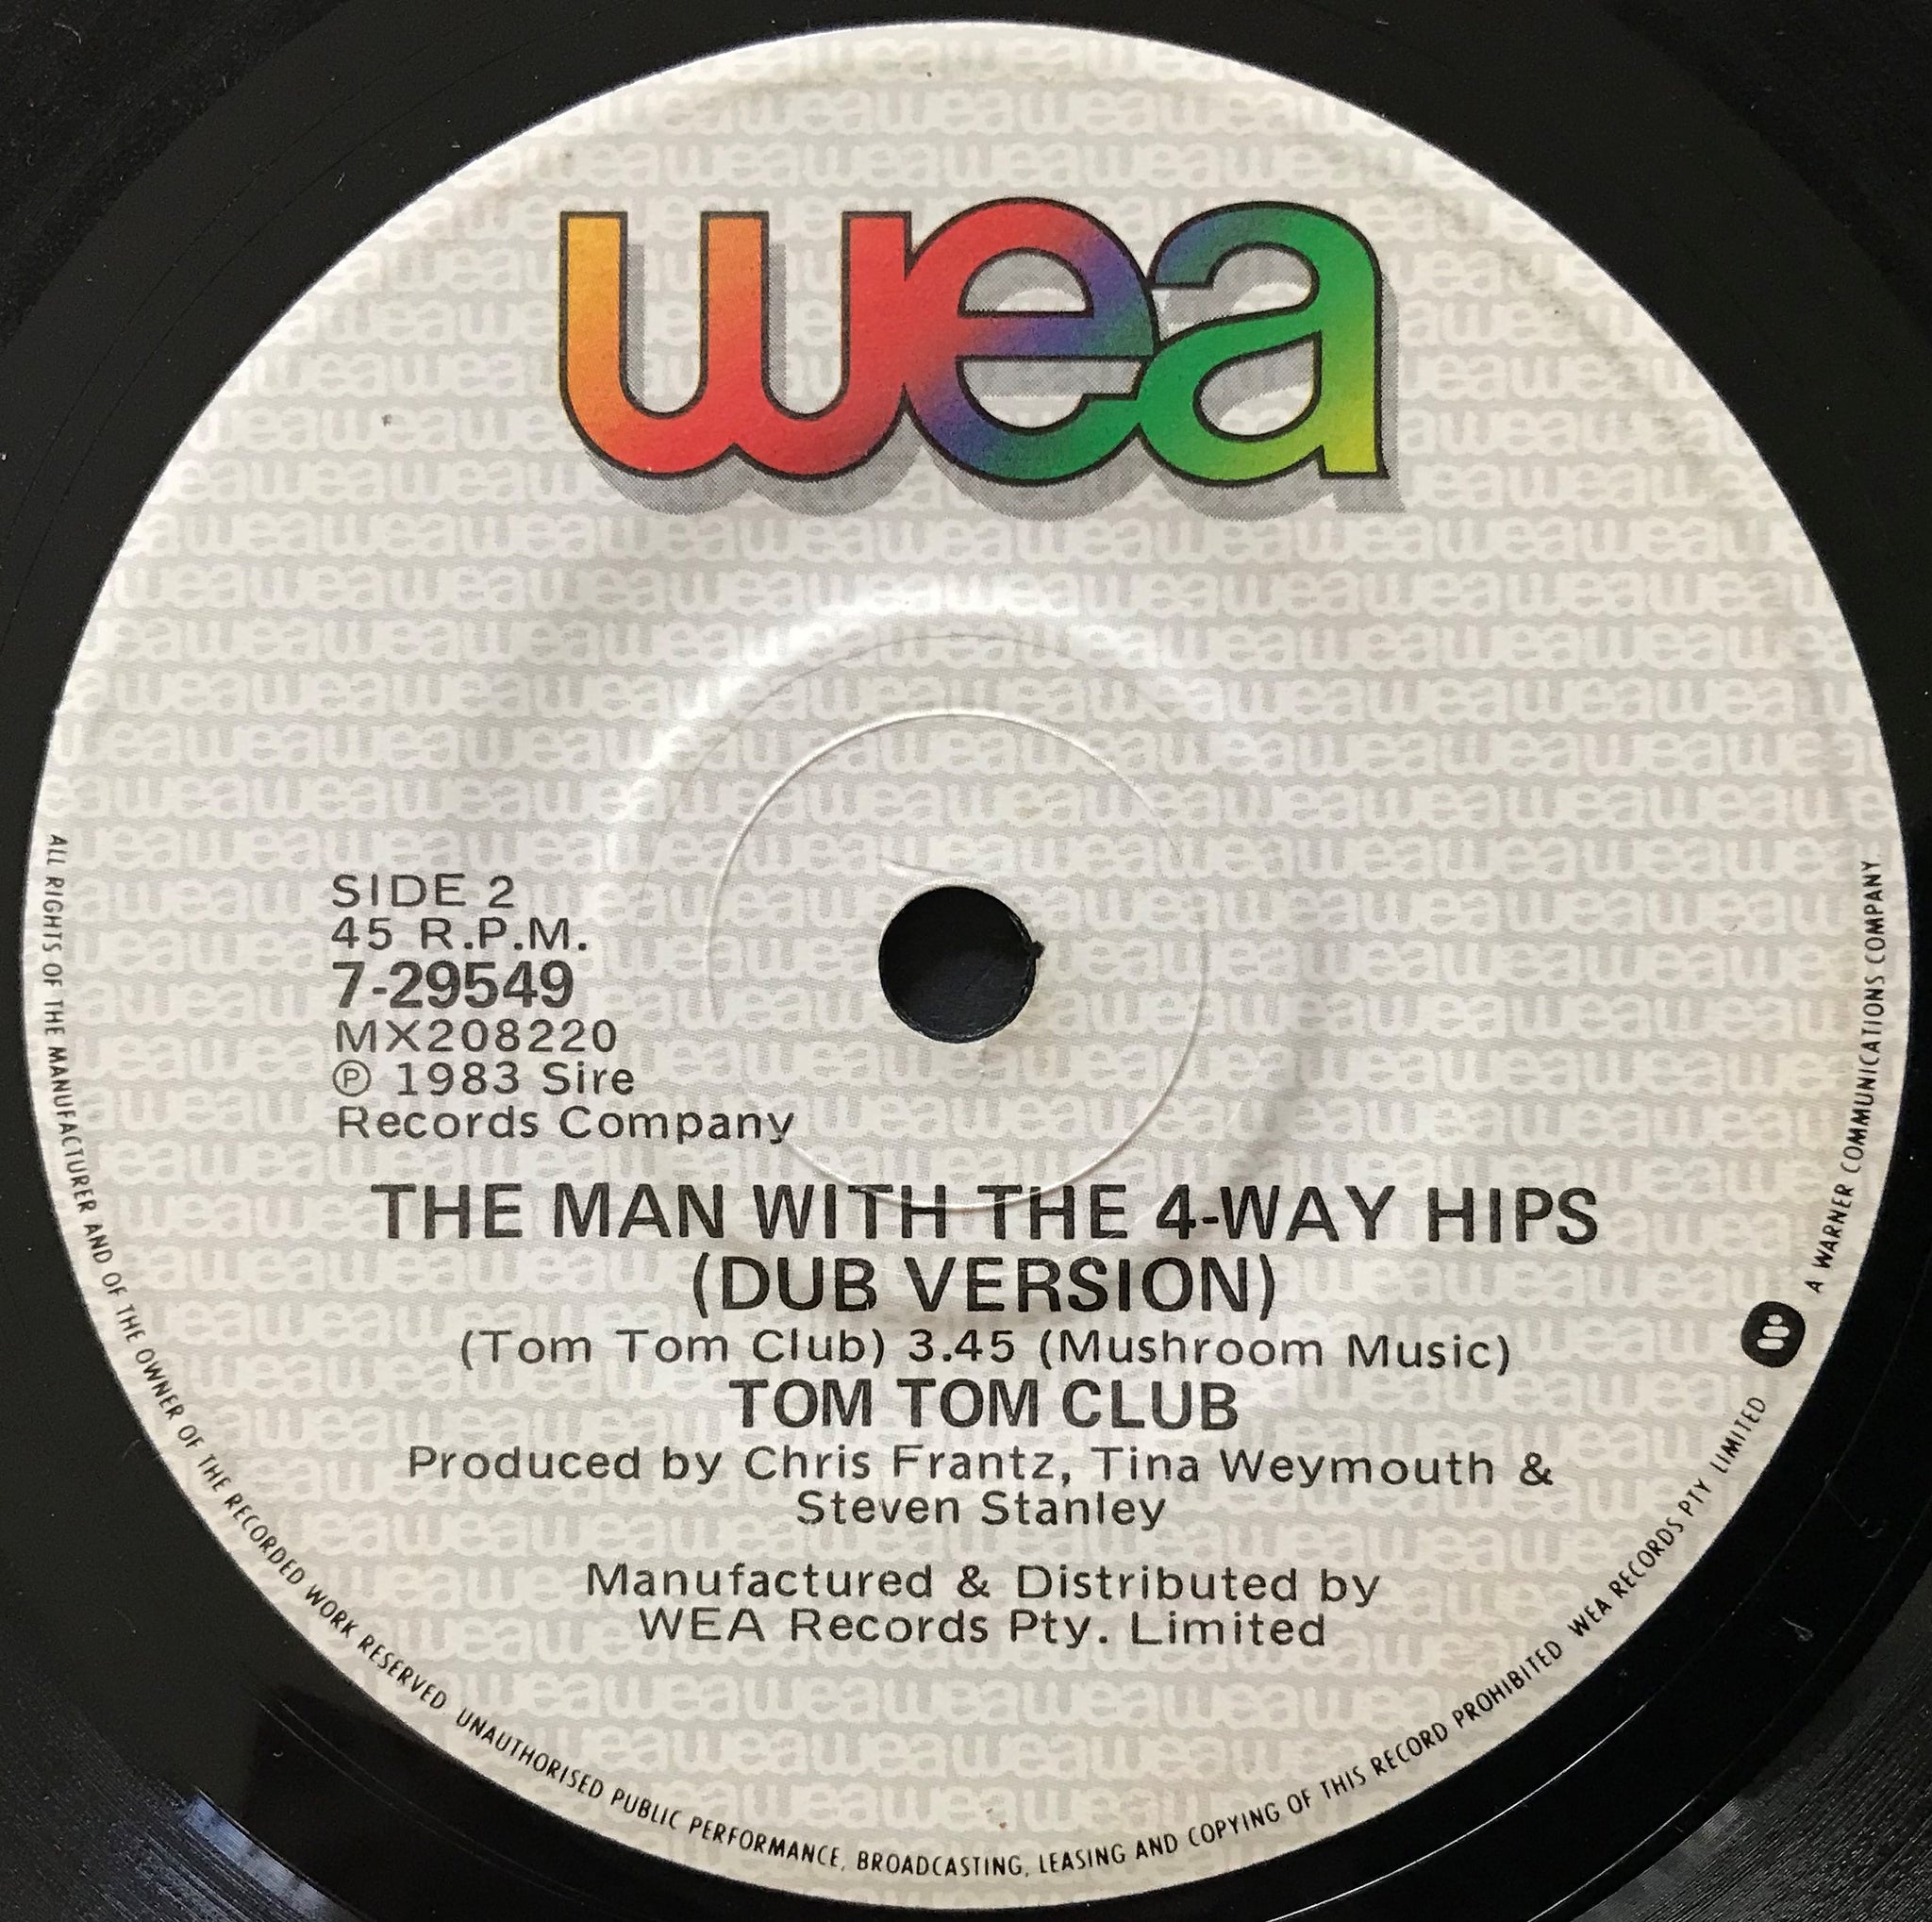 wea
SIDE 2
45 R.P.M.
7-29549
MX208220
Ⓟ 1983 Sire
Records Company
THE MAN WITH THE 4-WAY HIPS
(DUB VERSION)
(Tom Tom Club) 3.45 (Mushroom Music)
TOM TOM CLUB
Produced by Chris Frantz, Tina Weymouth &
Steven Stanley
Manufactured & Distributed by
WEA Records Pty. Limited
ALL RIGHTS OF THE MANUFACTURER AND OF THE OWNER OF THE RECORDED WORK RESERVED UNAUTHORISED PUBLIC PERFORMANCE, BROADCASTING, LEASING AND COPYING OF THIS RECORD PROHIBITED WEA RECORDS PTY LIMITED A WARNER COMMUNICATIONS COMPANY